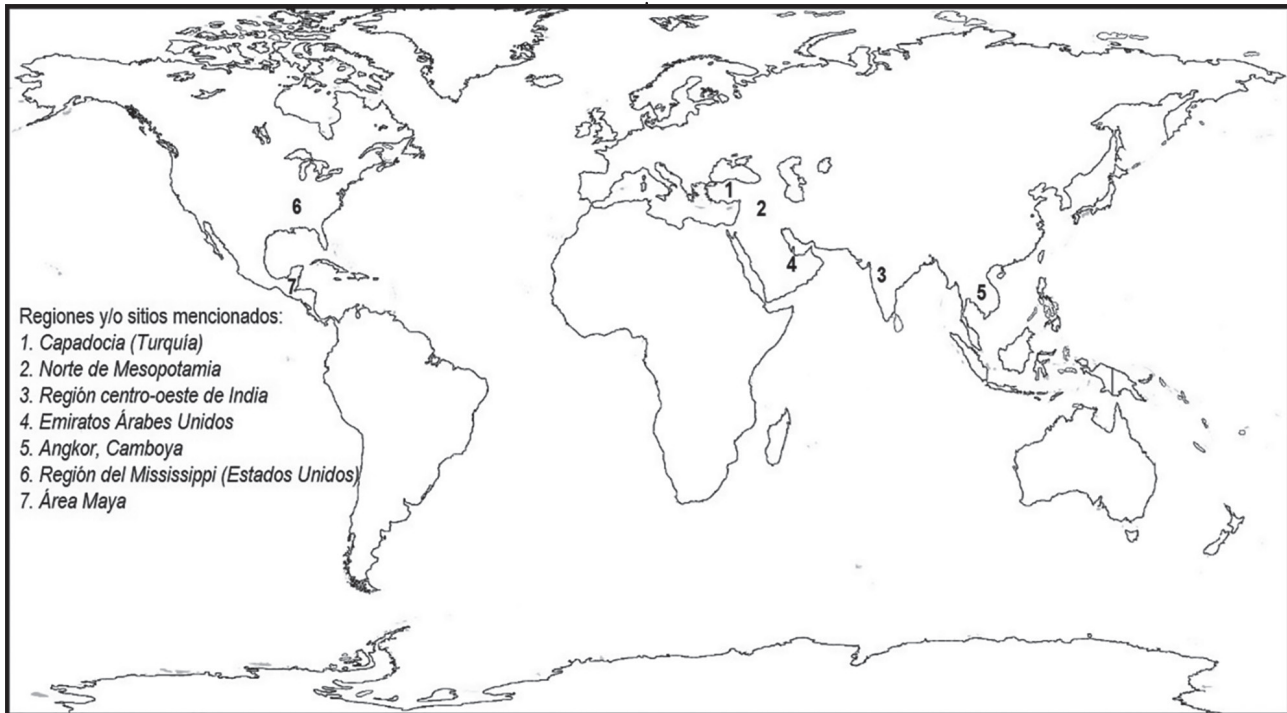 1
2
6
4
3
7
5
Regiones y/o sitios mencionados:
1. Capadocia (Turquía)
2. Norte de Mesopotamia
3. Región centro-oeste de India
4. Emiratos Árabes Unidos
5. Angkor, Camboya
6. Región del Mississippi (Estados Unidos)
7. Área Maya